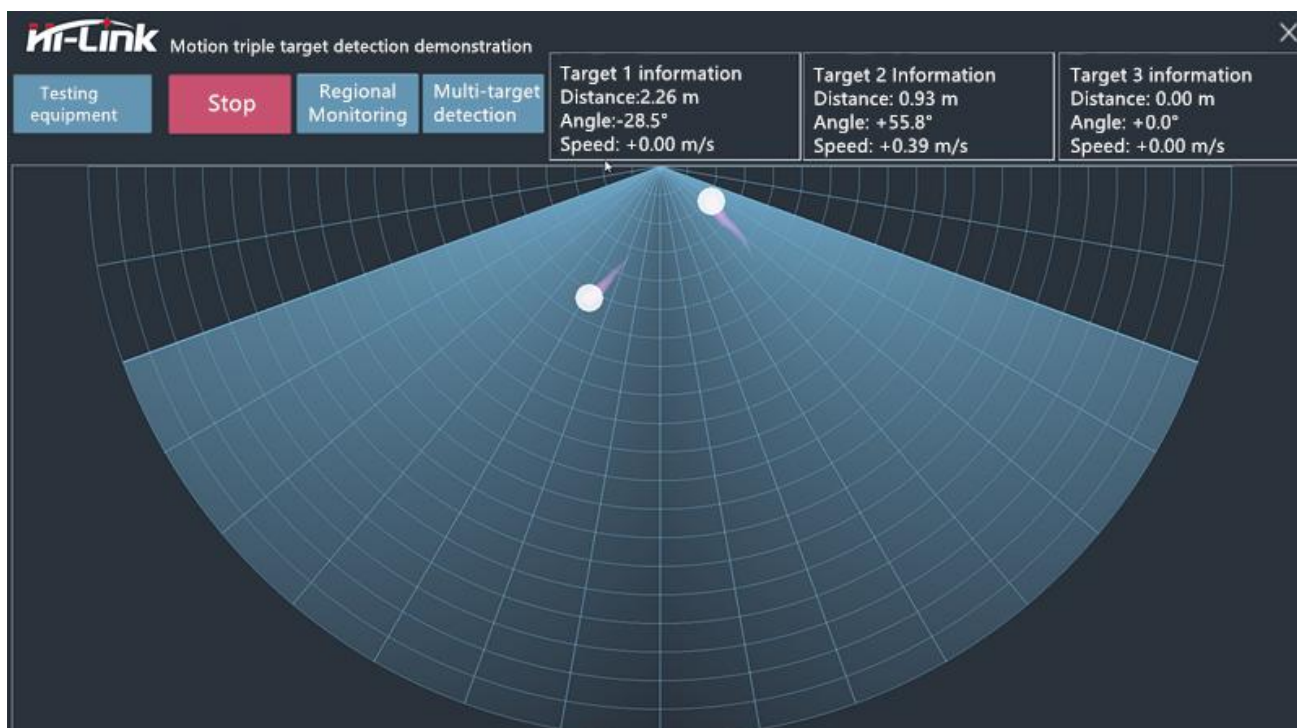 Hi-Link
Motion triple target detection demonstration
Testing
equipment
Stop
Regional
Monitoring
Multi-target
detection
Target 1 information
Distance:2.26 m
Angle:-28.5°
Speed: +0.00 m/s
Target 2 Information
Distance: 0.93 m
Angle: +55.8°
Speed: +0.39 m/s
Target 3 information
Distance: 0.00 m
Angle: +0.0°
Speed: +0.00 m/s